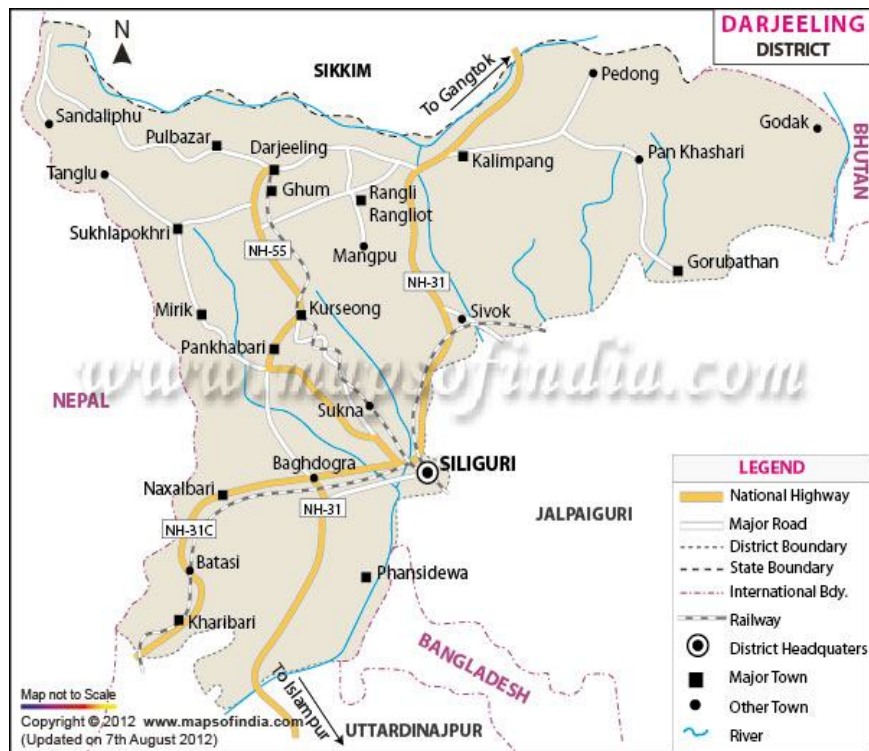 DARJEELING
DISTRICT
N
SIKKIM
To Gangtok
Pedong
Sandaliphu
Pulbazar
Darjeeling
Godak
BHUTAN
Kalimpang
Pan Khashari
Tanglu
Ghum
Rangli
Rangliot
Sukhlapokhri
NH-55
Mangpu
NH-31
Gorubathan
Mirik
Kurseong
Sivok
Pankhabari
www.mapsofindia.com
NEPAL
Sukna
Baghdogra
SILIGURI
Naxalbari
NH-31
JALPAIGURI
NH-31C
Batasi
Phansidewa
Kharibari
BANGLADESH
To Islampur
UTTARDINAJPUR
LEGEND
National Highway
Major Road
District Boundary
State Boundary
International Bdy.
Railway
District Headquaters
Major Town
Other Town
River
Map not to Scale
Copyright © 2012 www.mapsofindia.com
(Updated on 7th August 2012)